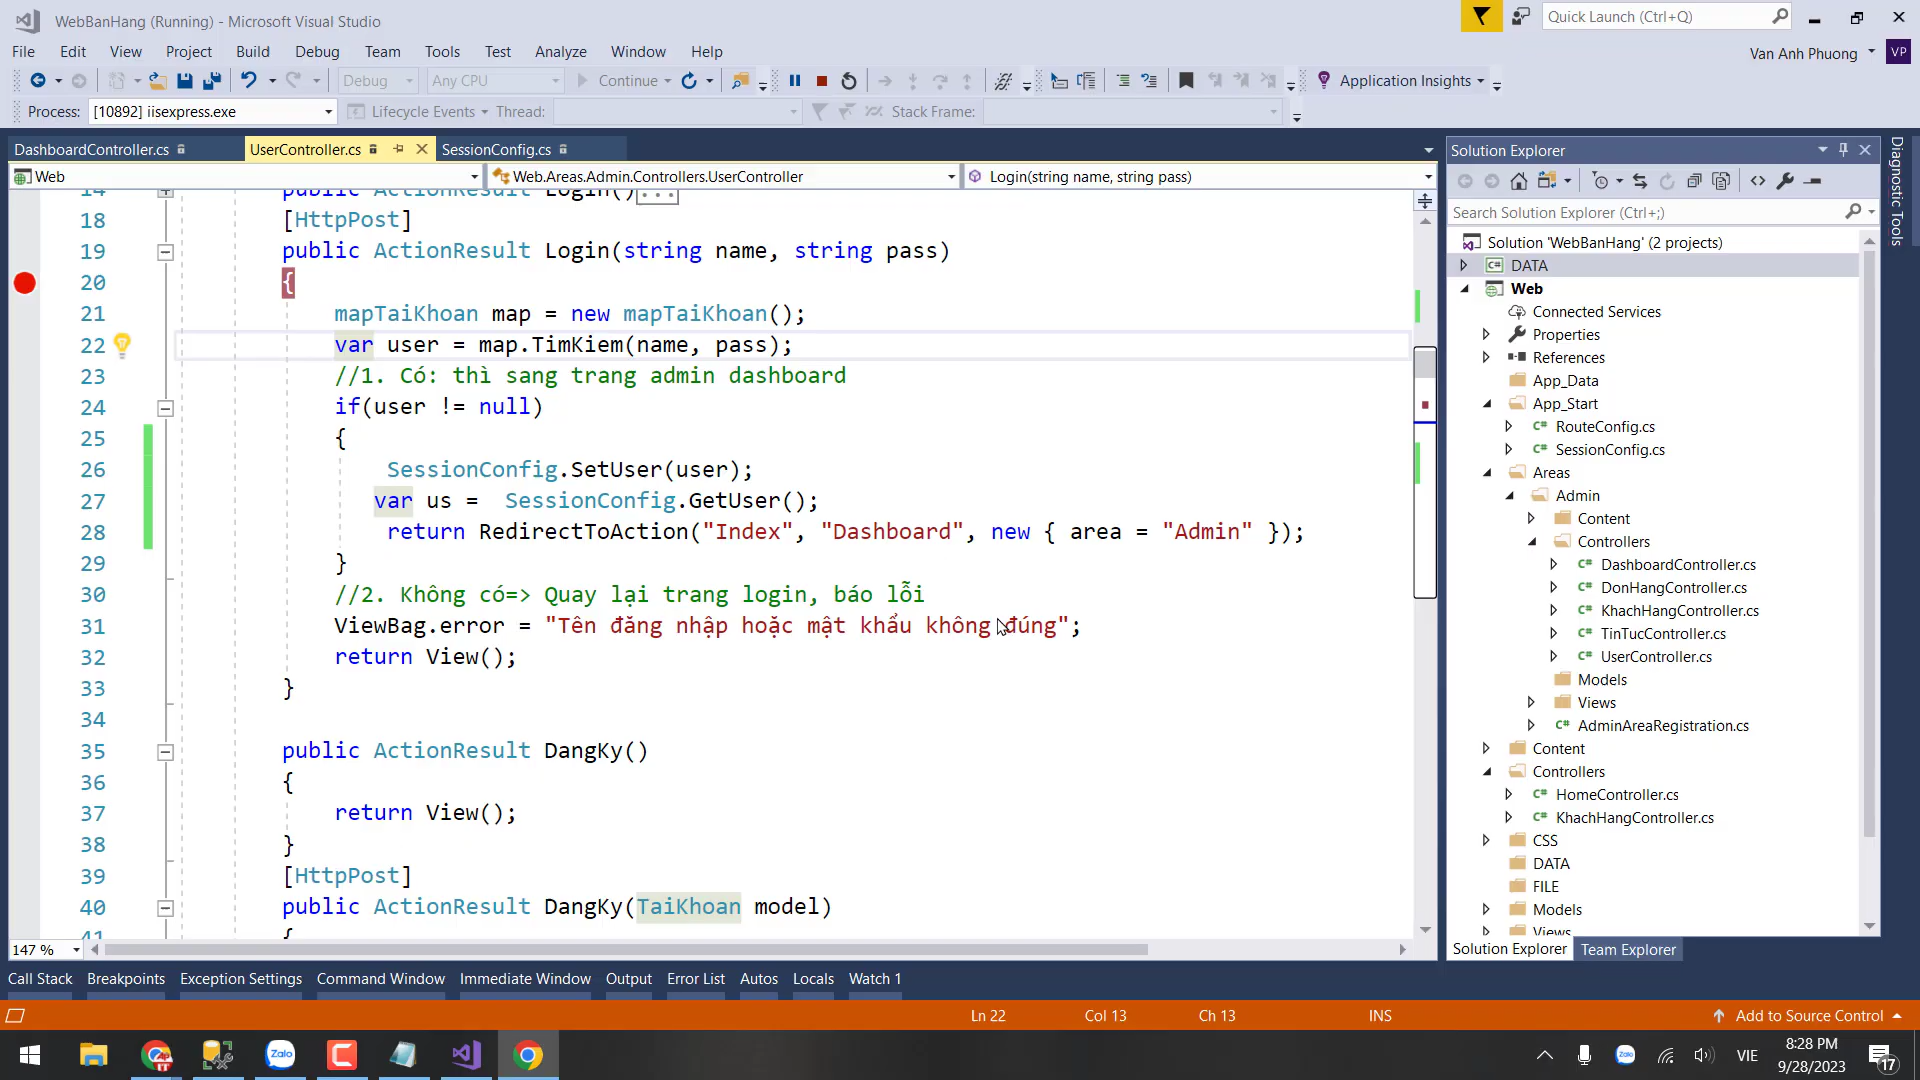 WebBanHang (Running) - Microsoft Visual Studio
Quick Launch (Ctrl+Q)
File Edit View Project Build Debug Team Tools Test Analyze Window Help
Van Anh Phuong VP
Debug Any CPU Continue Application Insights
Process: [10892] iisexpress.exe Lifecycle Events Thread: Stack Frame:
DashboardController.cs UserController.cs SessionConfig.cs
Web Web.Areas.Admin.Controllers.UserController Login(string name, string pass)
14 public ActionResult Login()...
18 [HttpPost]
19 public ActionResult Login(string name, string pass)
20 {
21 mapTaiKhoan map = new mapTaiKhoan();
22 var user = map.TimKiem(name, pass);
23 //1. Có: thì sang trang admin dashboard
24 if(user != null)
25 {
26 SessionConfig.SetUser(user);
27 var us = SessionConfig.GetUser();
28 return RedirectToAction("Index", "Dashboard", new { area = "Admin" });
29 }
30 //2. Không có=> Quay lại trang login, báo lỗi
31 ViewBag.error = "Tên đăng nhập hoặc mật khẩu không đúng";
32 return View();
33 }
34
35 public ActionResult DangKy()
36 {
37 return View();
38 }
39 [HttpPost]
40 public ActionResult DangKy(TaiKhoan model)
41 {
147 %
Solution Explorer
Search Solution Explorer (Ctrl+;)
Solution 'WebBanHang' (2 projects)
DATA
Web
Connected Services
Properties
References
App_Data
App_Start
RouteConfig.cs
SessionConfig.cs
Areas
Admin
Content
Controllers
DashboardController.cs
DonHangController.cs
KhachHangController.cs
TinTucController.cs
UserController.cs
Models
Views
AdminAreaRegistration.cs
Content
Controllers
HomeController.cs
KhachHangController.cs
CSS
DATA
FILE
Models
Views
Solution Explorer Team Explorer
Diagnostic Tools
Call Stack Breakpoints Exception Settings Command Window Immediate Window Output Error List Autos Locals Watch 1
Ln 22 Col 13 Ch 13 INS Add to Source Control
Zalo
Zalo
VIE
8:28 PM
9/28/2023
17